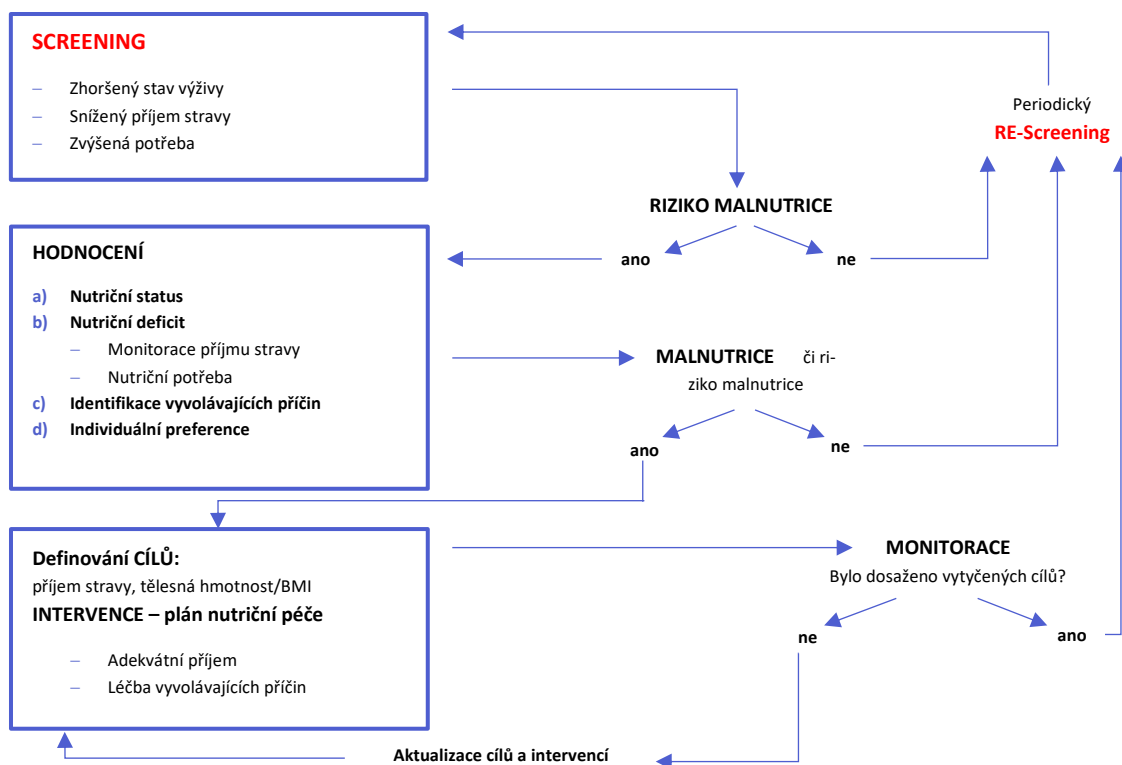 SCREENING
– Zhoršený stav výživy
– Snížený příjem stravy
– Zvýšená potřeba
Periodický
RE-Screening
RIZIKO MALNUTRICE
ano
ne
HODNOCENÍ
a) Nutriční status
b) Nutriční deficit
– Monitorace příjmu stravy
– Nutriční potřeba
c) Identifikace vyvolávajících příčin
d) Individuální preference
MALNUTRICE či ri-
ziko malnutrice
ano
ne
Definování CÍLŮ:
příjem stravy, tělesná hmotnost/BMI
INTERVENCE – plán nutriční péče
– Adekvátní příjem
– Léčba vyvolávajících příčin
MONITORACE
Bylo dosaženo vytyčených cílů?
ne
ano
Aktualizace cílů a intervencí